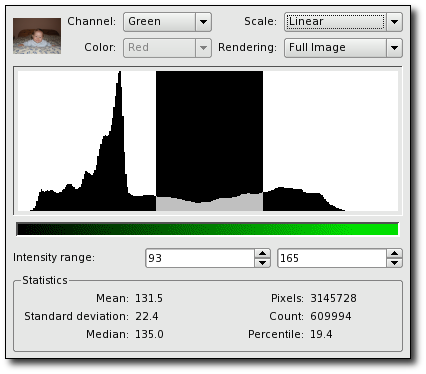 Channel: Green Scale: Linear
Color: Red Rendering: Full Image
Intensity range: 93 165
Statistics
Mean: 131.5 Pixels: 3145728
Standard deviation: 22.4 Count: 609994
Median: 135.0 Percentile: 19.4